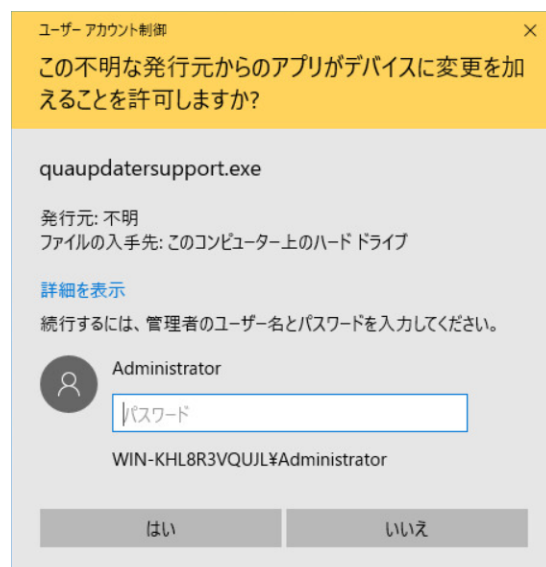 ユーザー アカウント制御
この不明な発行元からのアプリがデバイスに変更を加
えることを許可しますか?
quaupdatersupport.exe
発行元: 不明
ファイルの入手先: このコンピューター上のハード ドライブ
詳細を表示
続行するには、管理者のユーザー名とパスワードを入力してください。
Administrator
パスワード
WIN-KHL8R3VQUJL¥Administrator
はい
いいえ